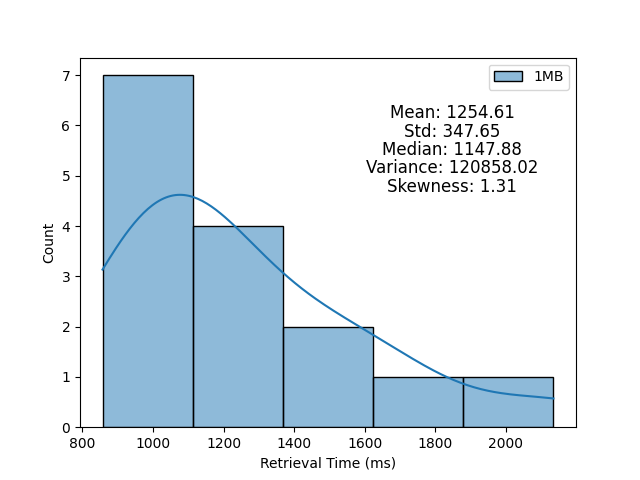 1MB
Mean: 1254.61
Std: 347.65
Median: 1147.88
Variance: 120858.02
Skewness: 1.31
7
6
5
4
3
2
1
0
Count
800 1000 1200 1400 1600 1800 2000
Retrieval Time (ms)